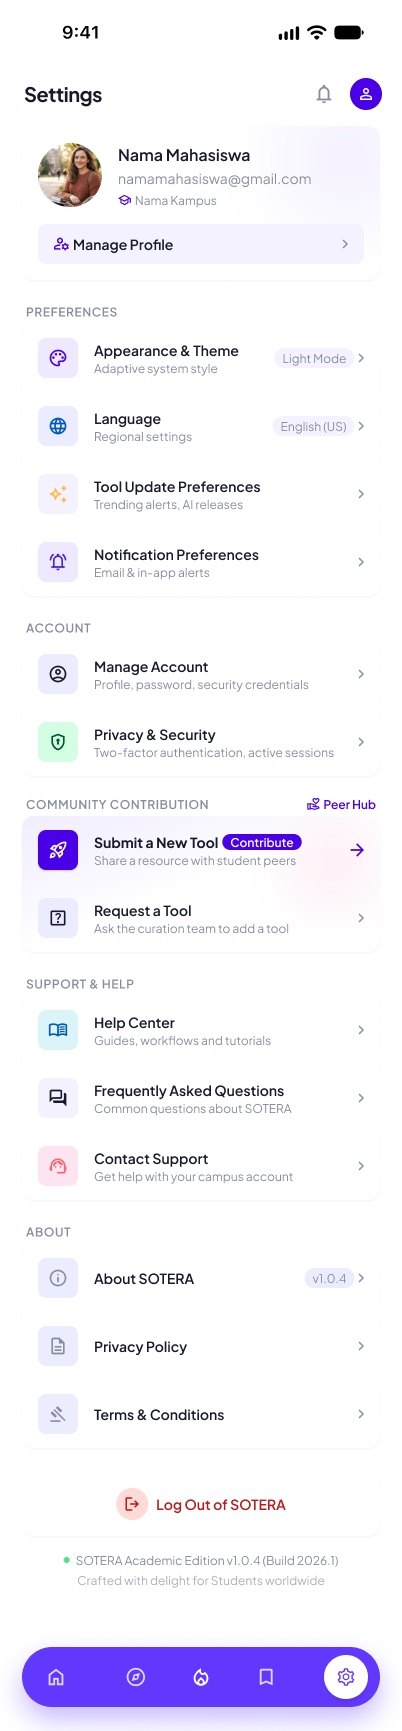 9:41
Settings
Nama Mahasiswa
namamahasiswa@gmail.com
Nama Kampus
Manage Profile
PREFERENCES
Appearance & Theme
Adaptive system style
Light Mode
Language
Regional settings
English (US)
Tool Update Preferences
Trending alerts, AI releases
Notification Preferences
Email & in-app alerts
ACCOUNT
Manage Account
Profile, password, security credentials
Privacy & Security
Two-factor authentication, active sessions
COMMUNITY CONTRIBUTION
Peer Hub
Submit a New Tool Contribute
Share a resource with student peers
Request a Tool
Ask the curation team to add a tool
SUPPORT & HELP
Help Center
Guides, workflows and tutorials
Frequently Asked Questions
Common questions about SOTERA
Contact Support
Get help with your campus account
ABOUT
About SOTERA
v1.0.4
Privacy Policy
Terms & Conditions
Log Out of SOTERA
SOTERA Academic Edition v1.0.4 (Build 2026.1)
Crafted with delight for Students worldwide